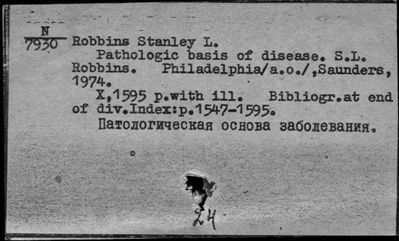 N
7930
Robbins Stanley L.
Pathologic basis of disease. S.L.
Robbins. Philadelphia/a.o./,Saunders,
1974.
X,1595 p.with ill. Bibliogr.at end
of div.Index:p.1547-1595.
Патологическая основа заболевания.
24